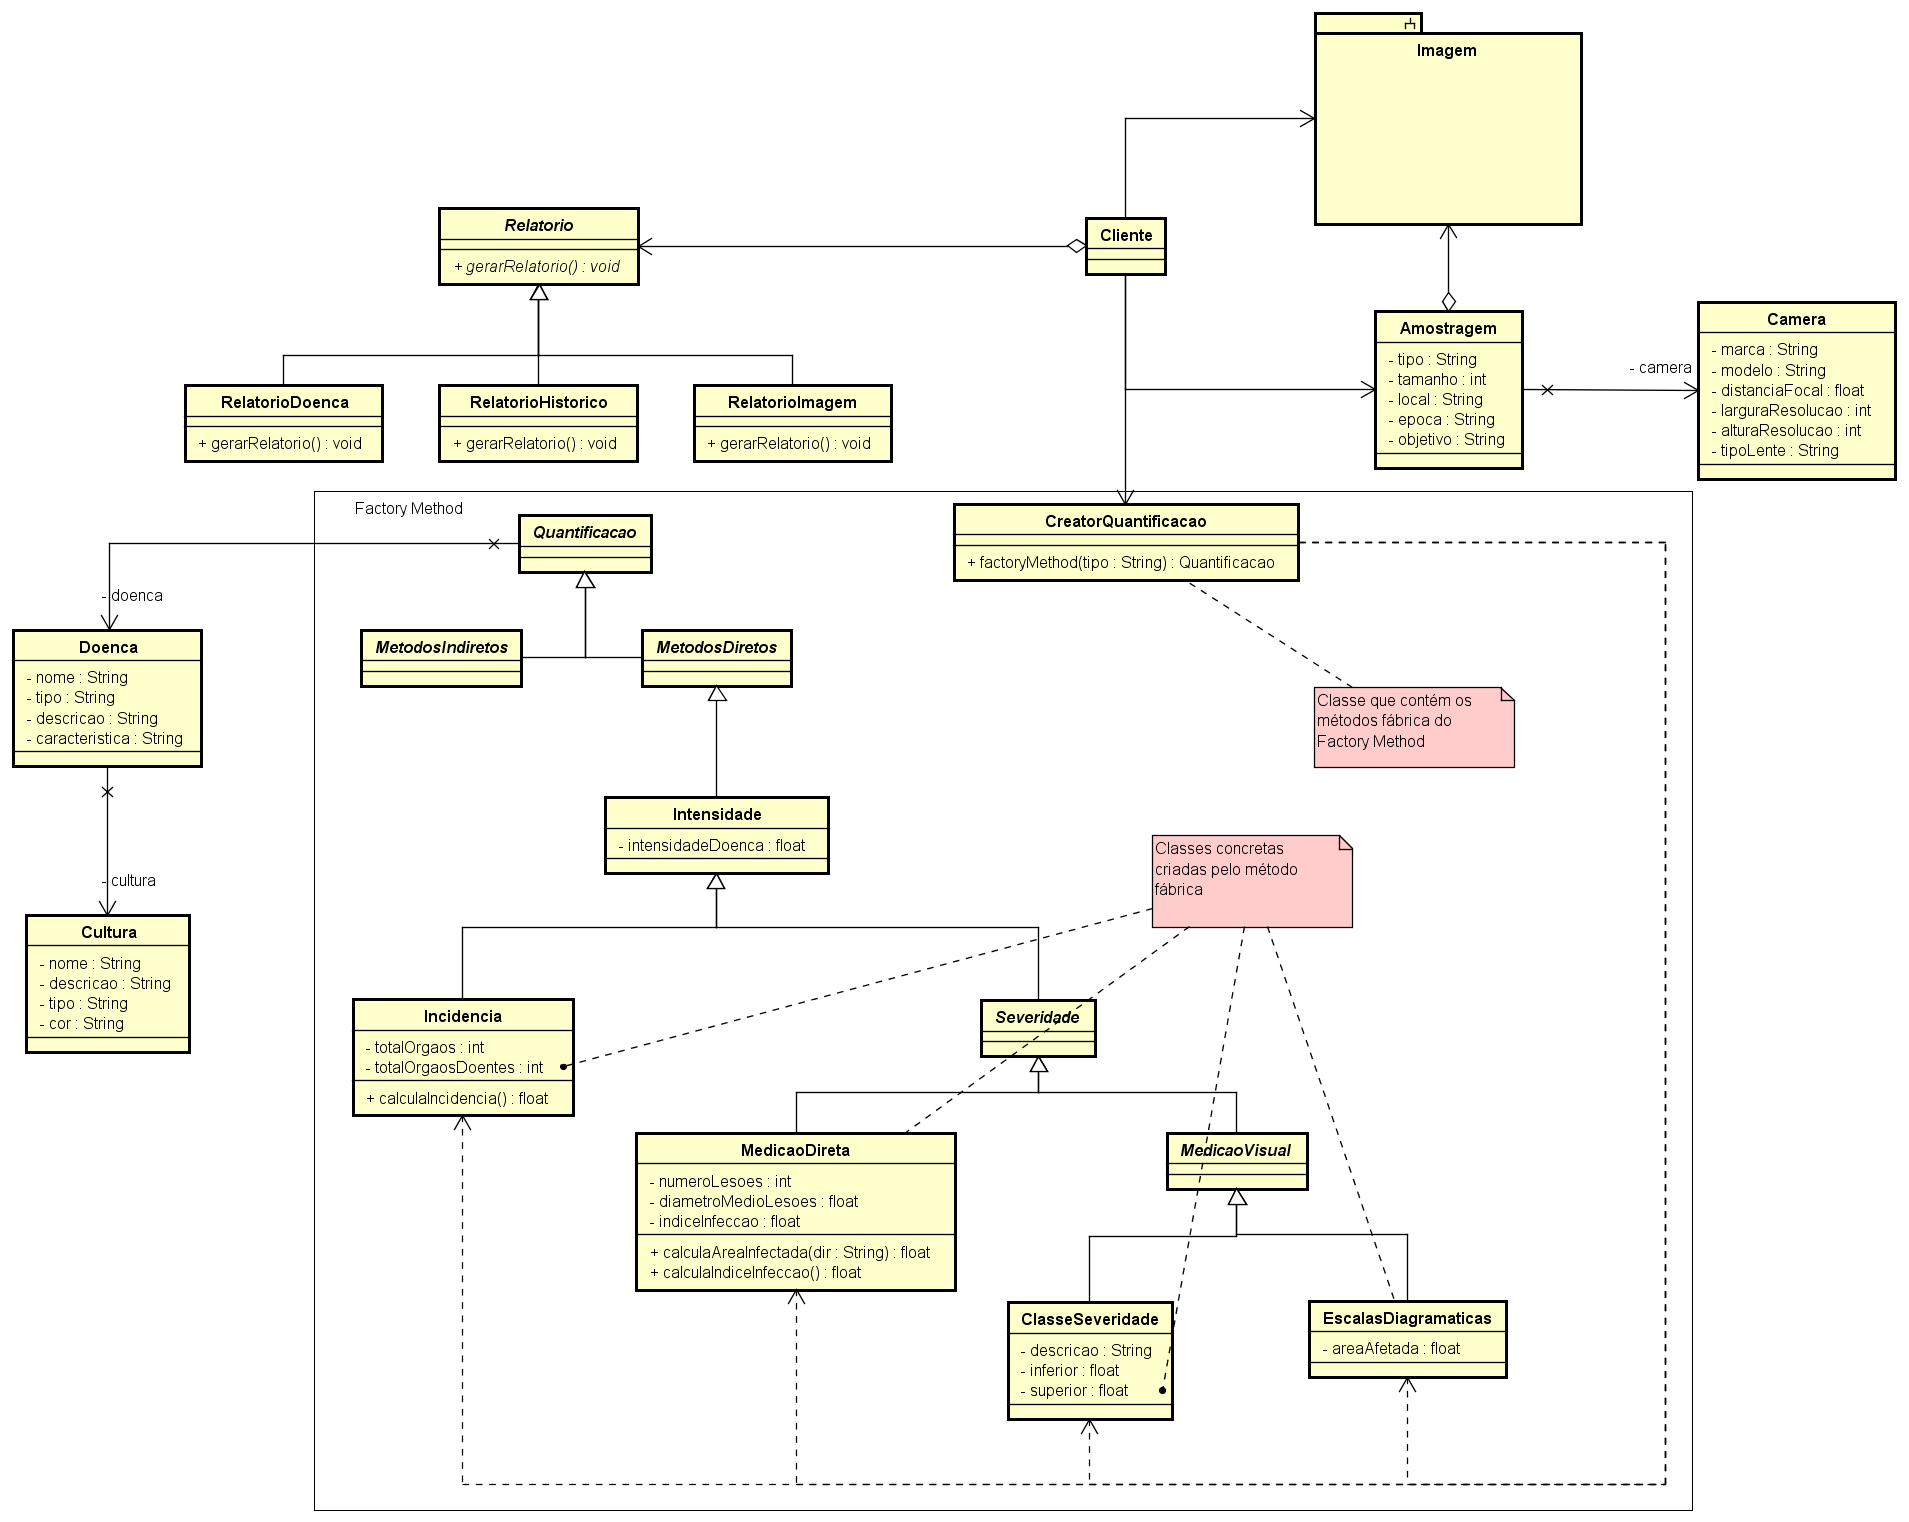 Imagem
Relatorio
+ gerarRelatorio() : void
Cliente
RelatorioDoenca
+ gerarRelatorio() : void
RelatorioHistorico
+ gerarRelatorio() : void
RelatorioImagem
+ gerarRelatorio() : void
Amostragem
- tipo : String
- tamanho : int
- local : String
- epoca : String
- objetivo : String
- camera
Camera
- marca : String
- modelo : String
- distanciaFocal : float
- larguraResolucao : int
- alturaResolucao : int
- tipoLente : String
Factory Method
Quantificacao
CreatorQuantificacao
+ factoryMethod(tipo : String) : Quantificacao
- doenca
Doenca
- nome : String
- tipo : String
- descricao : String
- caracteristica : String
MetodosIndiretos
MetodosDiretos
Classe que contém os
métodos fábrica do
Factory Method
Intensidade
- intensidadeDoenca : float
Classes concretas
criadas pelo método
fábrica
- cultura
Cultura
- nome : String
- descricao : String
- tipo : String
- cor : String
Incidencia
- totalOrgaos : int
- totalOrgaosDoentes : int
+ calculaIncidencia() : float
Severidade
MedicaoDireta
- numeroLesoes : int
- diametroMedioLesoes : float
- indiceInfeccao : float
+ calculaAreaInfectada(dir : String) : float
+ calculaIndiceInfeccao() : float
MedicaoVisual
ClasseSeveridade
- descricao : String
- inferior : float
- superior : float
EscalasDiagramaticas
- areaAfetada : float